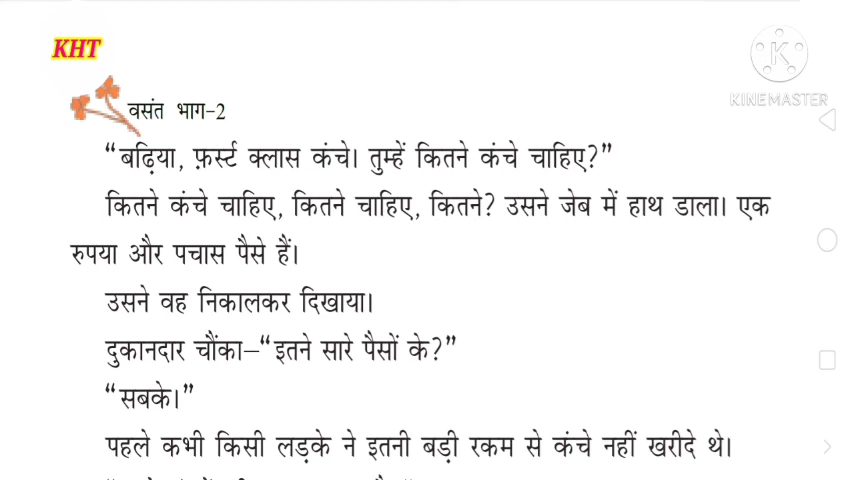 KHT
KINEMASTER
वसंत भाग-2
“बढ़िया, फ़र्स्ट क्लास कंचे। तुम्हें कितने कंचे चाहिए?”
कितने कंचे चाहिए, कितने चाहिए, कितने? उसने जेब में हाथ डाला। एक
रुपया और पचास पैसे हैं।
उसने वह निकालकर दिखाया।
दुकानदार चौंका—“इतने सारे पैसों के?”
“सबके।”
पहले कभी किसी लड़के ने इतनी बड़ी रकम से कंचे नहीं खरीदे थे।